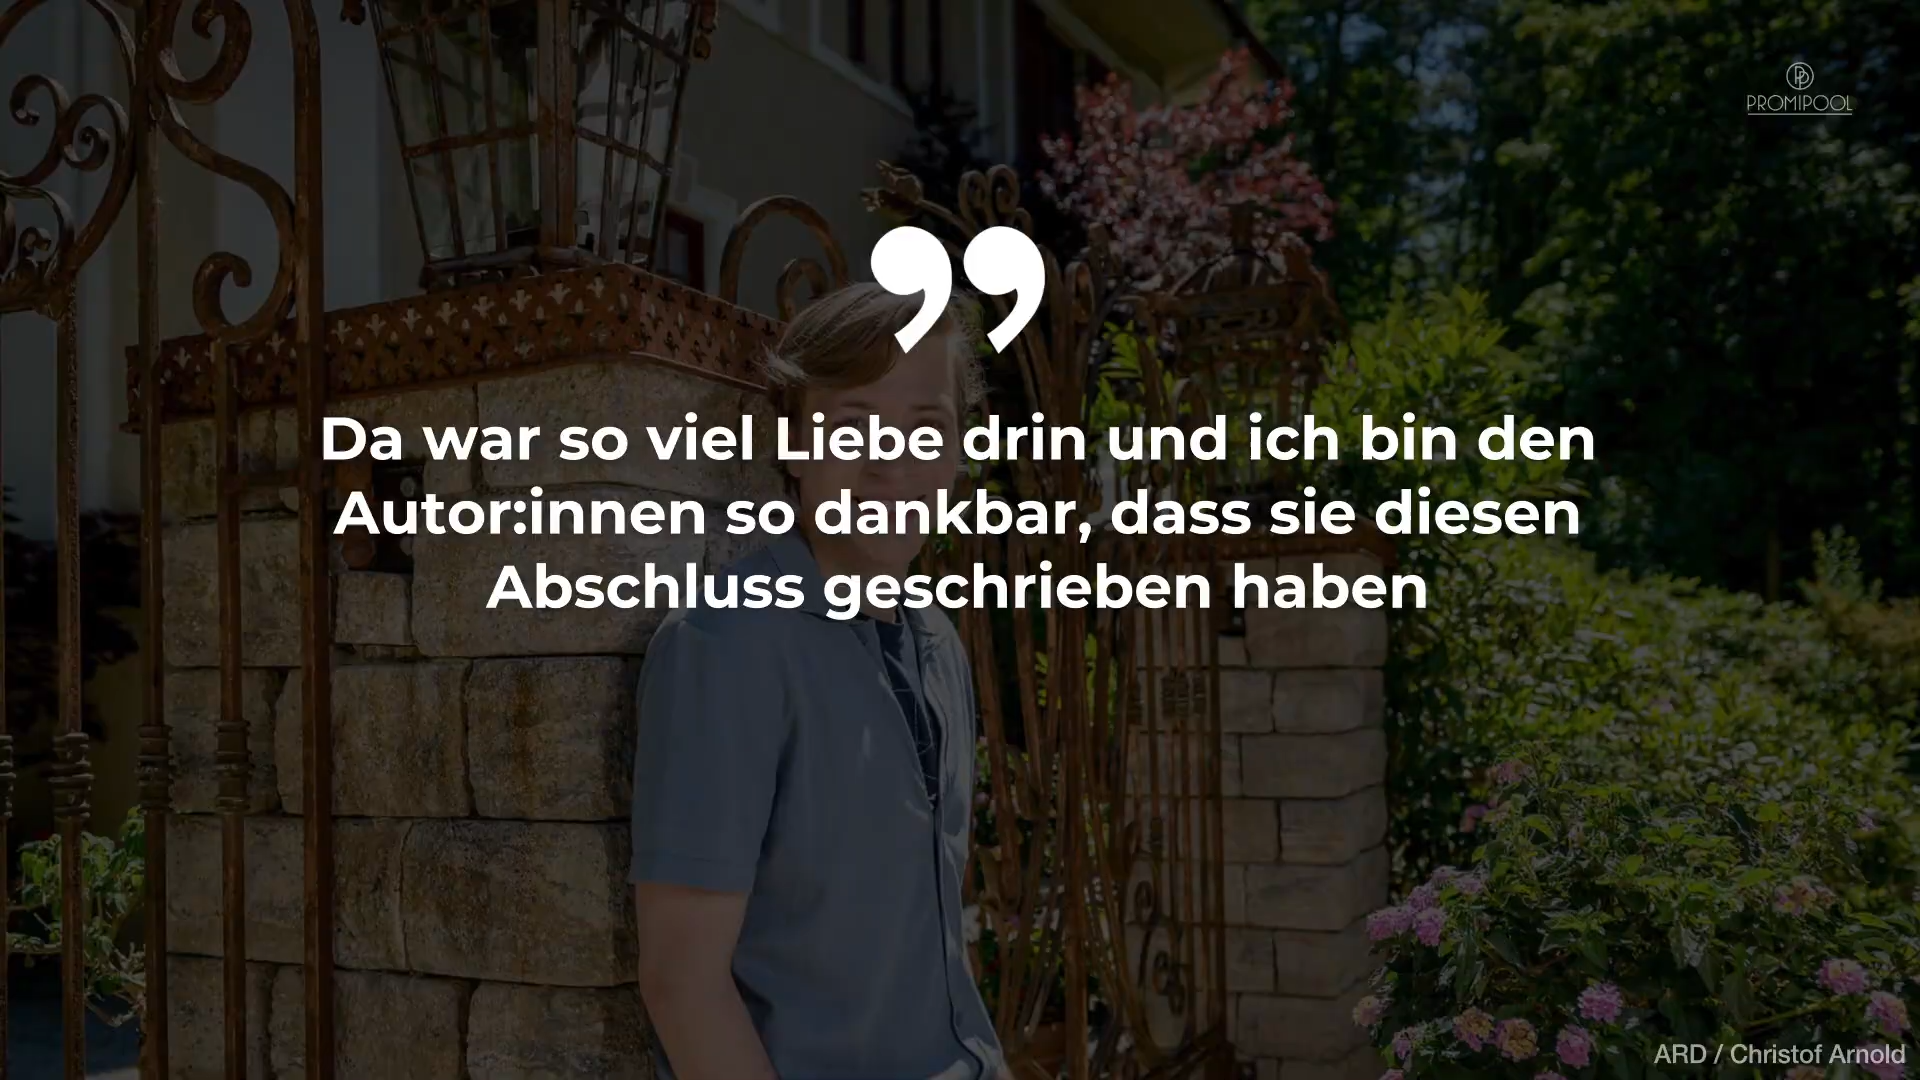 PROMIPOOL
Da war so viel Liebe drin und ich bin den
Autor:innen so dankbar, dass sie diesen
Abschluss geschrieben haben
ARD / Christof Arnold